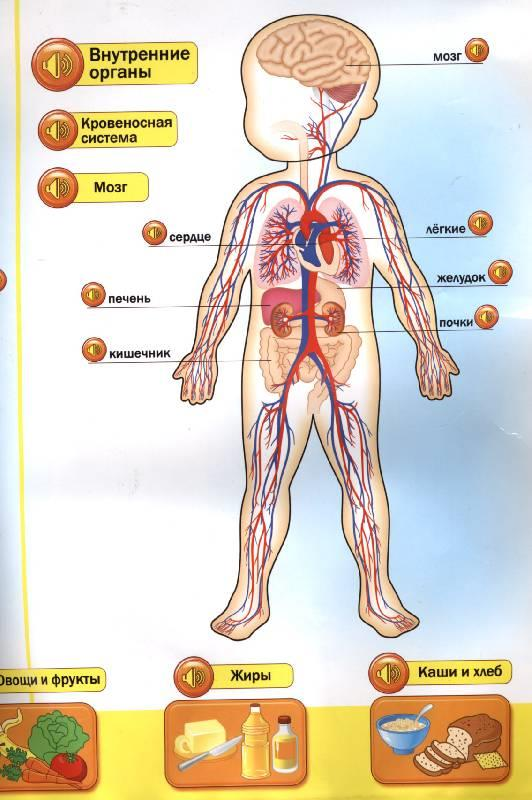 Внутренние
органы
мозг
Кровеносная
система
Мозг
сердце
лёгкие
желудок
печень
почки
кишечник
Овощи и фрукты
Жиры
Каши и хлеб